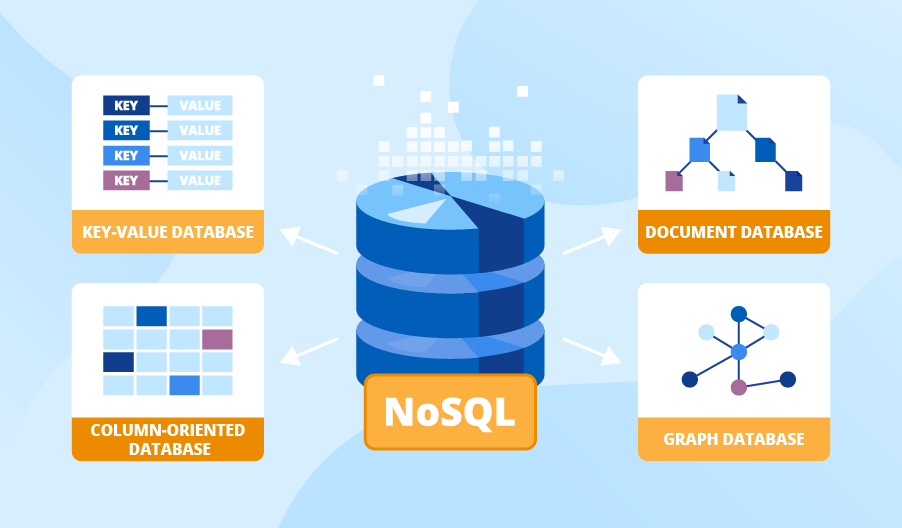 KEY VALUE
KEY VALUE
KEY VALUE
KEY VALUE
KEY-VALUE DATABASE
DOCUMENT DATABASE
COLUMN-ORIENTED
DATABASE
NoSQL
GRAPH DATABASE